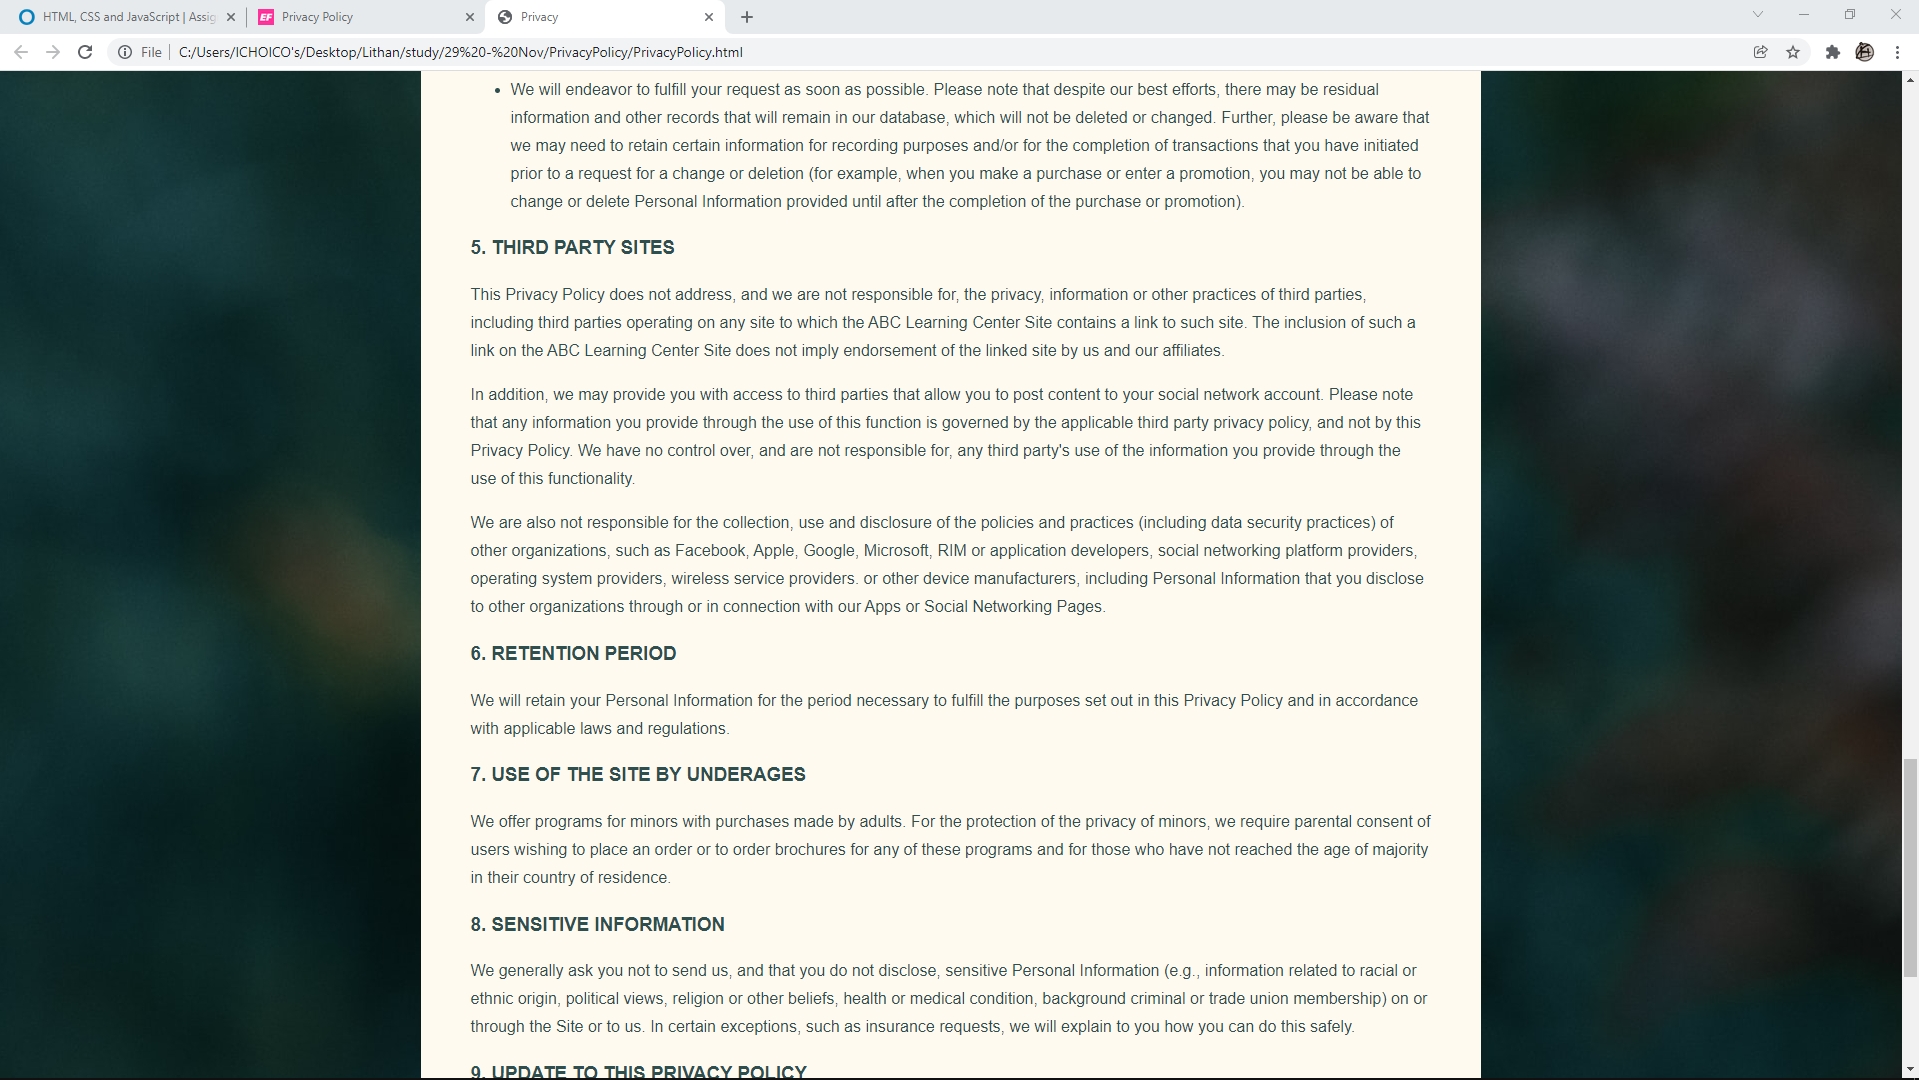 HTML, CSS and JavaScript | Assig
EF Privacy Policy
Privacy
File
C:/Users/ICHOICO's/Desktop/Lithan/study/29%20-%20Nov/PrivacyPolicy/PrivacyPolicy.html
• We will endeavor to fulfill your request as soon as possible. Please note that despite our best efforts, there may be residual
information and other records that will remain in our database, which will not be deleted or changed. Further, please be aware that
we may need to retain certain information for recording purposes and/or for the completion of transactions that you have initiated
prior to a request for a change or deletion (for example, when you make a purchase or enter a promotion, you may not be able to
change or delete Personal Information provided until after the completion of the purchase or promotion).
5. THIRD PARTY SITES
This Privacy Policy does not address, and we are not responsible for, the privacy, information or other practices of third parties,
including third parties operating on any site to which the ABC Learning Center Site contains a link to such site. The inclusion of such a
link on the ABC Learning Center Site does not imply endorsement of the linked site by us and our affiliates.
In addition, we may provide you with access to third parties that allow you to post content to your social network account. Please note
that any information you provide through the use of this function is governed by the applicable third party privacy policy, and not by this
Privacy Policy. We have no control over, and are not responsible for, any third party's use of the information you provide through the
use of this functionality.
We are also not responsible for the collection, use and disclosure of the policies and practices (including data security practices) of
other organizations, such as Facebook, Apple, Google, Microsoft, RIM or application developers, social networking platform providers,
operating system providers, wireless service providers. or other device manufacturers, including Personal Information that you disclose
to other organizations through or in connection with our Apps or Social Networking Pages.
6. RETENTION PERIOD
We will retain your Personal Information for the period necessary to fulfill the purposes set out in this Privacy Policy and in accordance
with applicable laws and regulations.
7. USE OF THE SITE BY UNDERAGES
We offer programs for minors with purchases made by adults. For the protection of the privacy of minors, we require parental consent of
users wishing to place an order or to order brochures for any of these programs and for those who have not reached the age of majority
in their country of residence.
8. SENSITIVE INFORMATION
We generally ask you not to send us, and that you do not disclose, sensitive Personal Information (e.g., information related to racial or
ethnic origin, political views, religion or other beliefs, health or medical condition, background criminal or trade union membership) on or
through the Site or to us. In certain exceptions, such as insurance requests, we will explain to you how you can do this safely.
9. UPDATE TO THIS PRIVACY POLICY